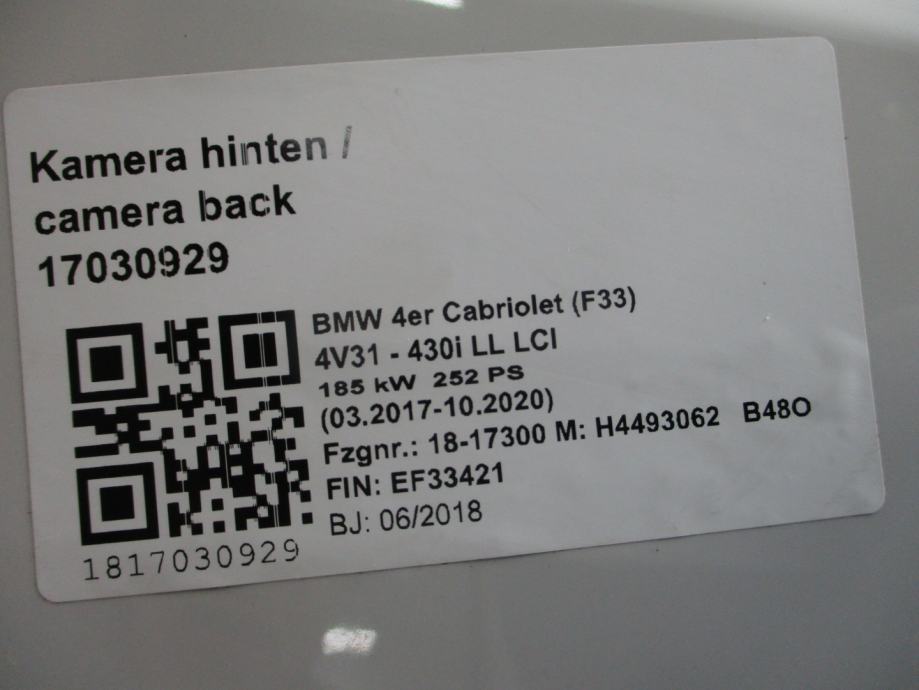 Kamera hinten /
camera back
17030929
BMW 4er Cabriolet (F33)
4V31 - 430i LL LCI
185 kW 252 PS
(03.2017-10.2020)
Fzgnr.: 18-17300 M: H4493062 B48O
FIN: EF33421
BJ: 06/2018
1817030929